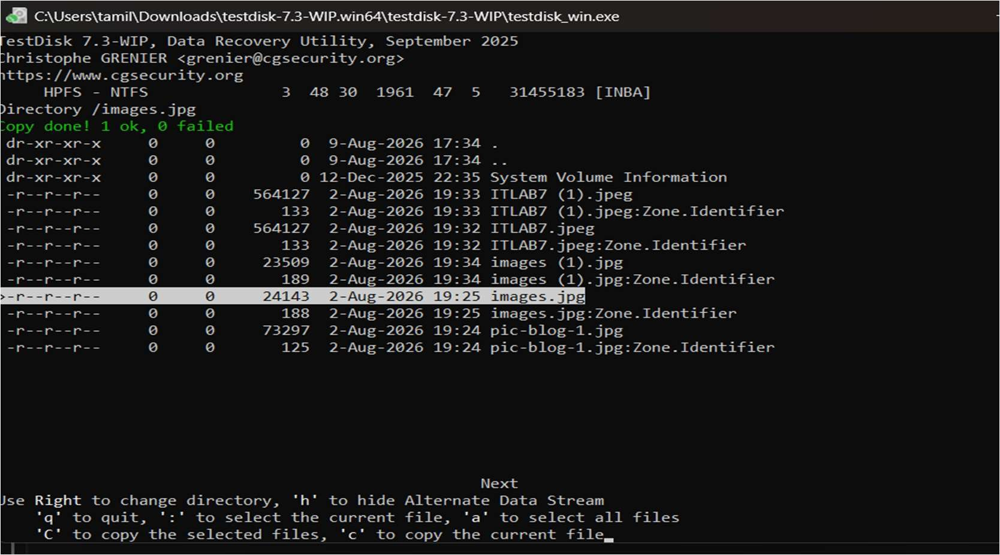 C:\Users\tamil\Downloads\testdisk-7.3-WIP.win64\testdisk-7.3-WIP\testdisk_win.exe
TestDisk 7.3-WIP, Data Recovery Utility, September 2025
Christophe GRENIER <grenier@cgsecurity.org>
https://www.cgsecurity.org
     HPFS - NTFS              3  48 30  1961  47  5   31455183 [INBA]
Directory /images.jpg
Copy done! 1 ok, 0 failed
 dr-xr-xr-x     0     0         0  9-Aug-2026 17:34 .
 dr-xr-xr-x     0     0         0  9-Aug-2026 17:34 ..
 dr-xr-xr-x     0     0         0 12-Dec-2025 22:35 System Volume Information
 -r--r--r--     0     0    564127  2-Aug-2026 19:33 ITLAB7 (1).jpeg
 -r--r--r--     0     0       133  2-Aug-2026 19:33 ITLAB7 (1).jpeg:Zone.Identifier
 -r--r--r--     0     0    564127  2-Aug-2026 19:32 ITLAB7.jpeg
 -r--r--r--     0     0       133  2-Aug-2026 19:32 ITLAB7.jpeg:Zone.Identifier
 -r--r--r--     0     0     23509  2-Aug-2026 19:34 images (1).jpg
 -r--r--r--     0     0       189  2-Aug-2026 19:34 images (1).jpg:Zone.Identifier
>-r--r--r--     0     0     24143  2-Aug-2026 19:25 images.jpg
 -r--r--r--     0     0       188  2-Aug-2026 19:25 images.jpg:Zone.Identifier
 -r--r--r--     0     0     73297  2-Aug-2026 19:24 pic-blog-1.jpg
 -r--r--r--     0     0       125  2-Aug-2026 19:24 pic-blog-1.jpg:Zone.Identifier
Next
Use Right to change directory, 'h' to hide Alternate Data Stream
    'q' to quit, ':' to select the current file, 'a' to select all files
    'C' to copy the selected files, 'c' to copy the current file